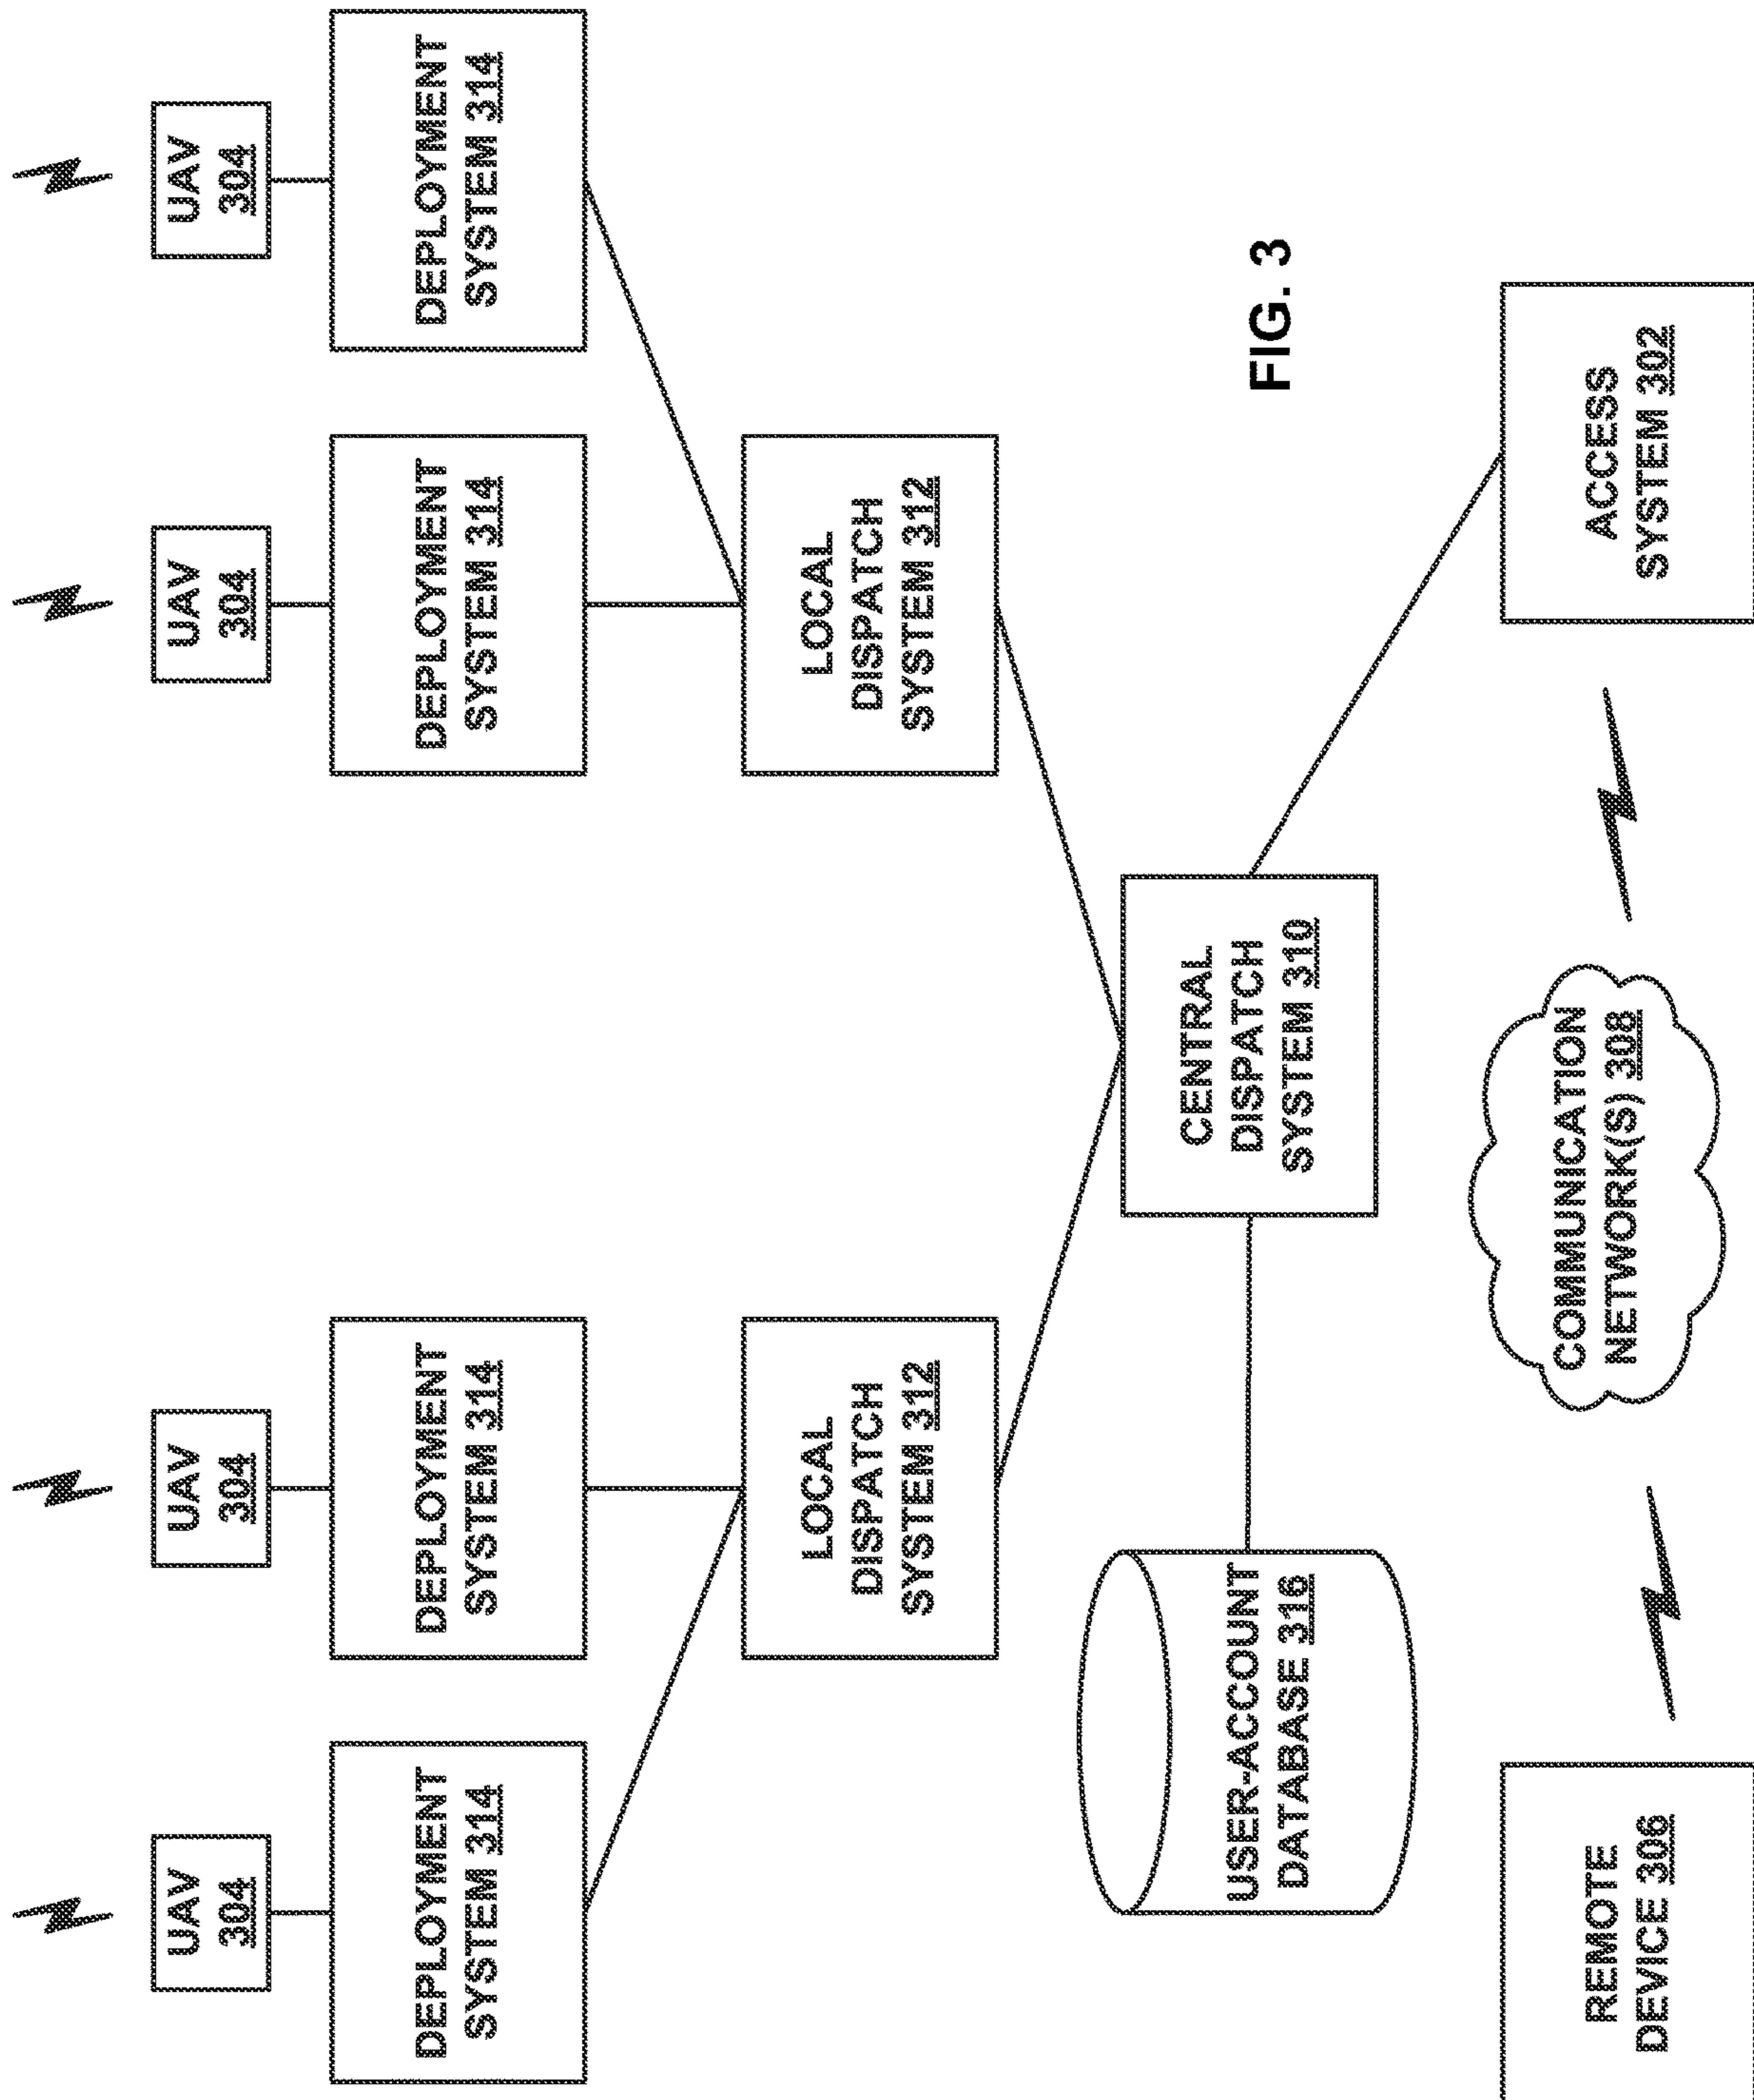 UAV
304
UAV
304
UAV
304
UAV
304
DEPLOYMENT
SYSTEM 314
DEPLOYMENT
SYSTEM 314
DEPLOYMENT
SYSTEM 314
DEPLOYMENT
SYSTEM 314
LOCAL
DISPATCH
SYSTEM 312
LOCAL
DISPATCH
SYSTEM 312
USER-ACCOUNT
DATABASE 316
CENTRAL
DISPATCH
SYSTEM 310
FIG. 3
REMOTE
DEVICE 306
COMMUNICATION
NETWORK(S) 308
ACCESS
SYSTEM 302